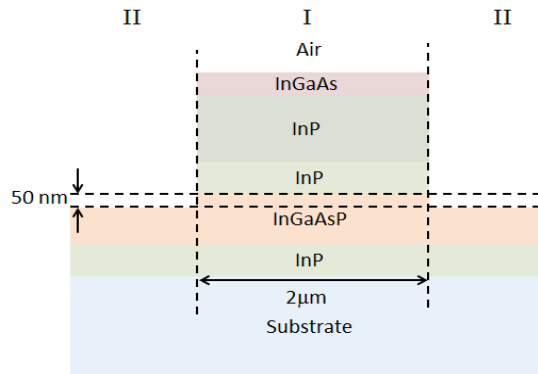 II I II
Air
InGaAs
InP
InP
50 nm
InGaAsP
InP
2μm
Substrate